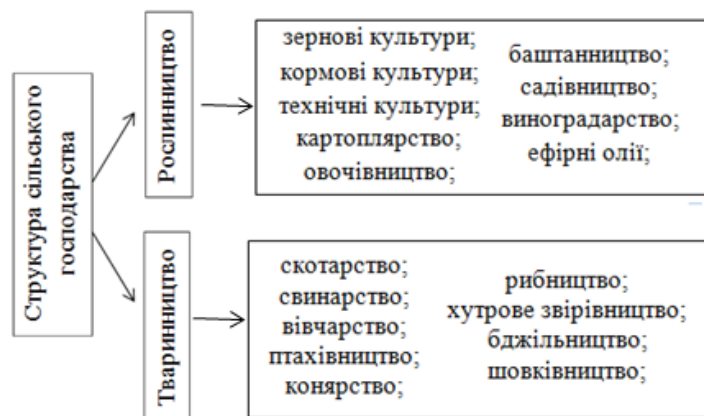 Структура сільського
господарства
Рослинництво
зернові культури;
кормові культури;
технічні культури;
картоплярство;
овочівництво;
баштанництво;
садівництво;
виноградарство;
ефірні олії;
Тваринництво
скотарство;
свинарство;
вівчарство;
птахівництво;
конярство;
рибництво;
хутрове звірівництво;
бджільництво;
шовківництво;